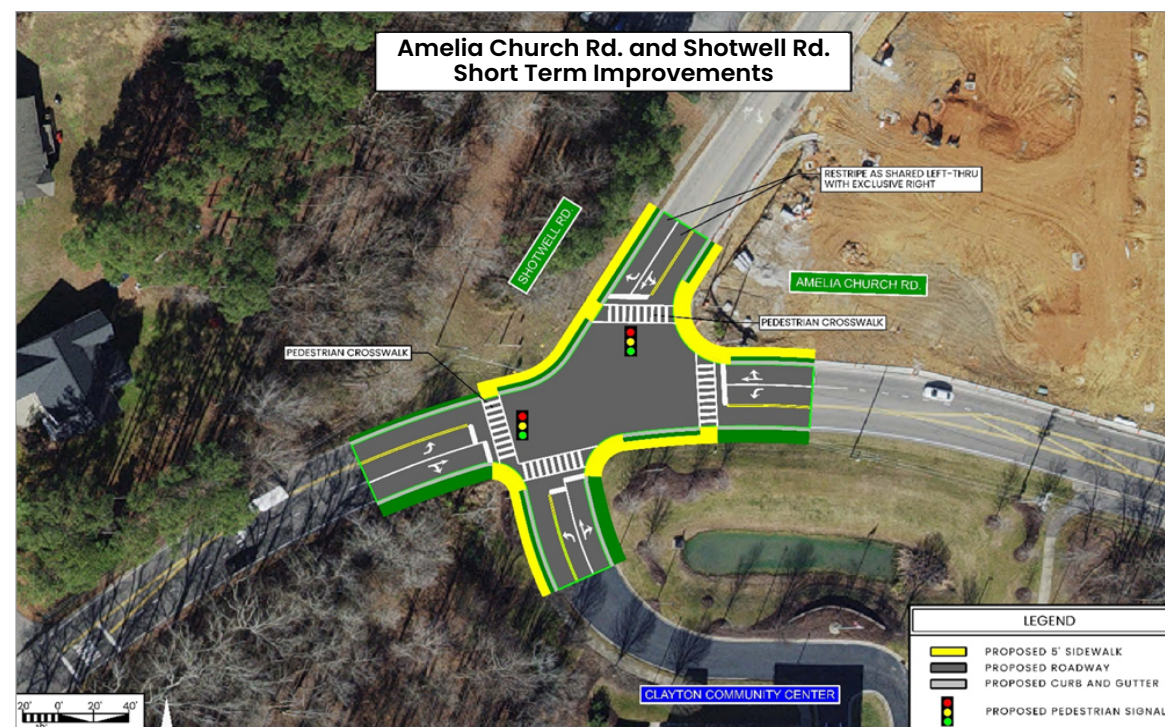 Amelia Church Rd. and Shotwell Rd.
Short Term Improvements
RESTRIPE AS SHARED LEFT-THRU
WITH EXCLUSIVE RIGHT
SHOTWELL RD.
AMELIA CHURCH RD.
PEDESTRIAN CROSSWALK
PEDESTRIAN CROSSWALK
LEGEND
PROPOSED 5' SIDEWALK
PROPOSED ROADWAY
PROPOSED CURB AND GUTTER
PROPOSED PEDESTRIAN SIGNAL
CLAYTON COMMUNITY CENTER
20' 0' 20' 40'